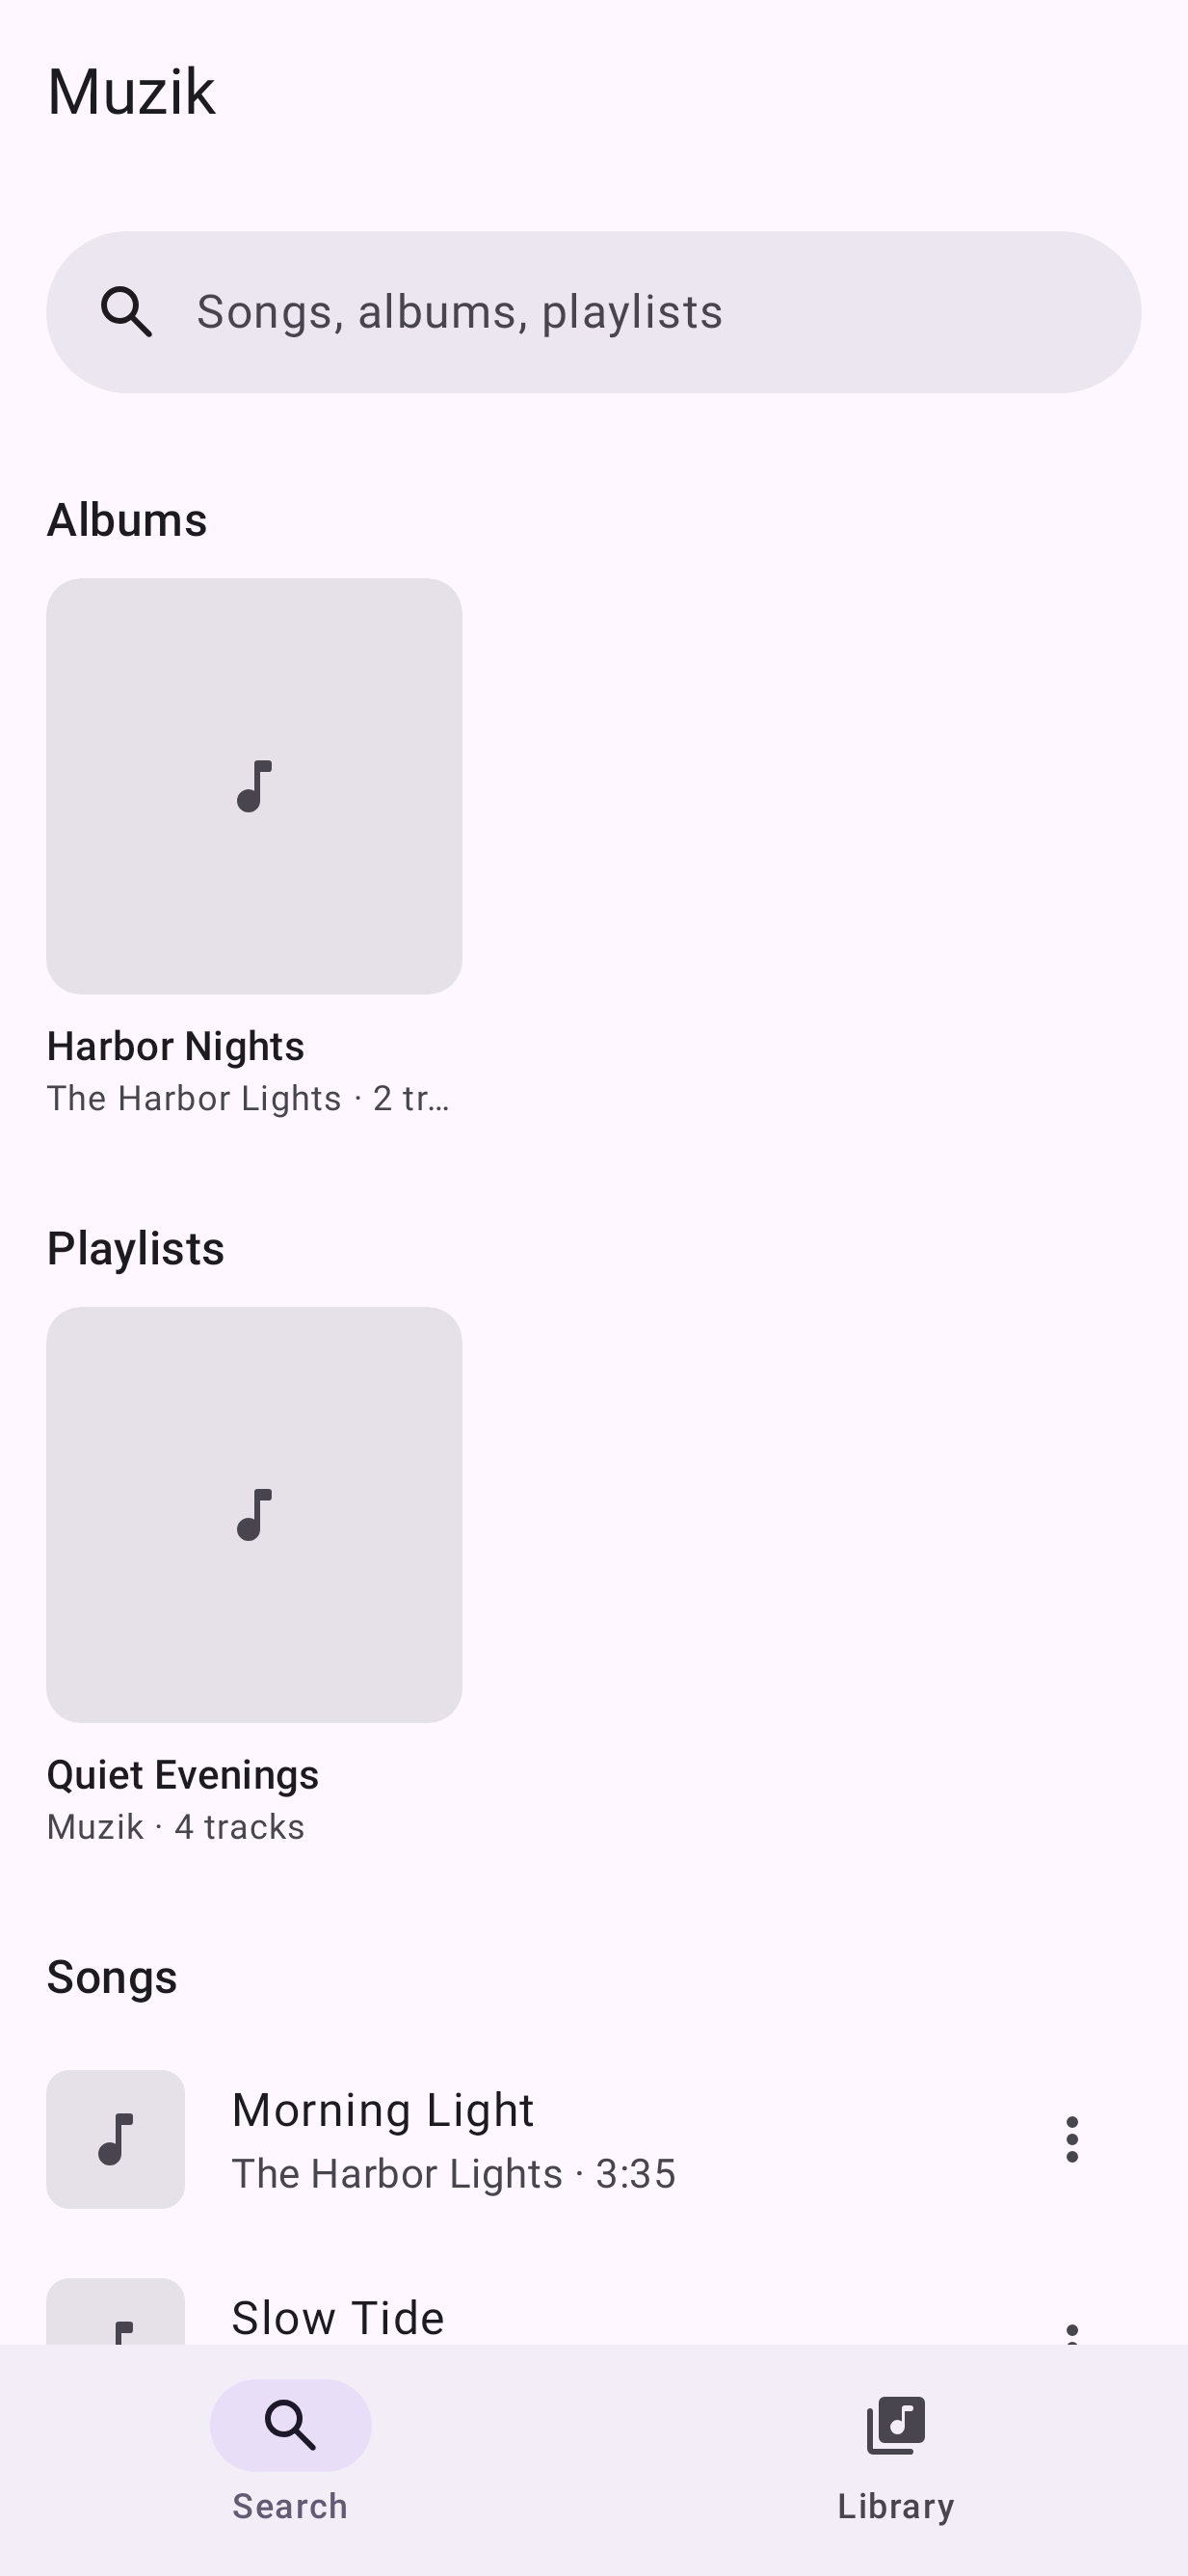 Muzik
Songs, albums, playlists
Albums
Harbor Nights
The Harbor Lights · 2 tr…
Playlists
Quiet Evenings
Muzik · 4 tracks
Songs
Morning Light
The Harbor Lights · 3:35
Slow Tide
Search
Library